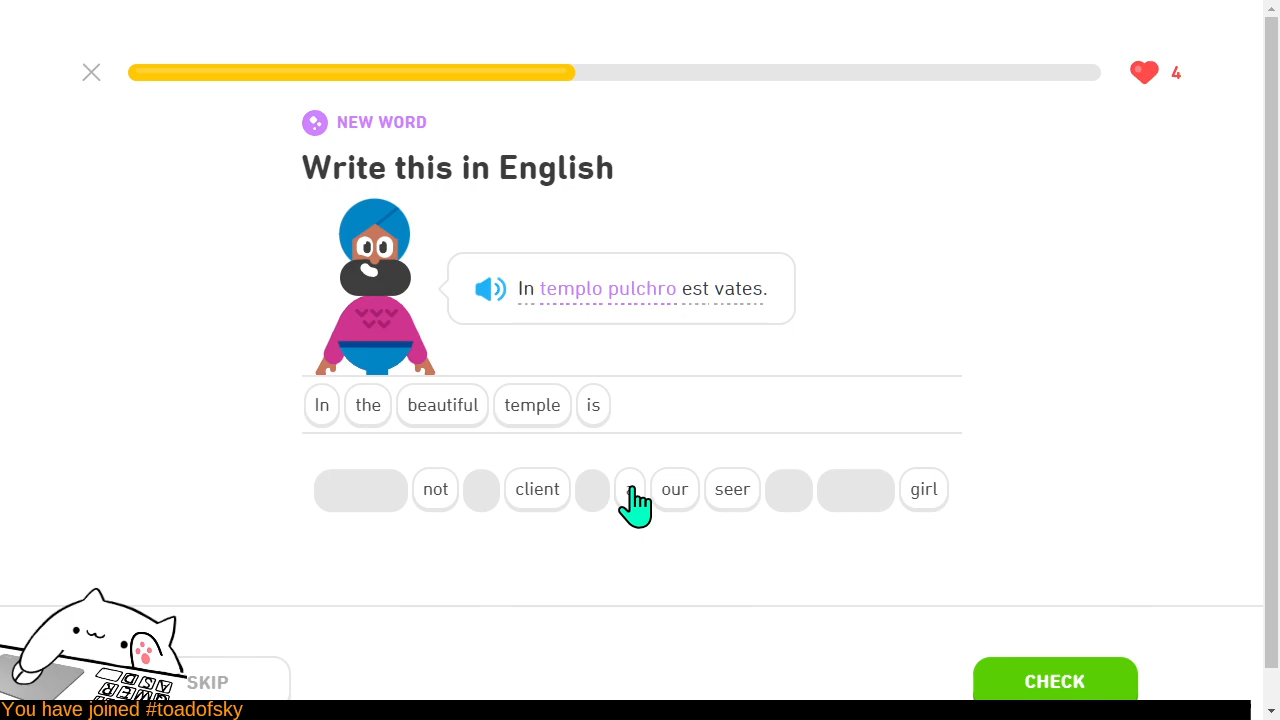 4
NEW WORD
Write this in English
In templo pulchro est vates.
In the beautiful temple is
not client our seer girl
SKIP CHECK
You have joined #toadofsky